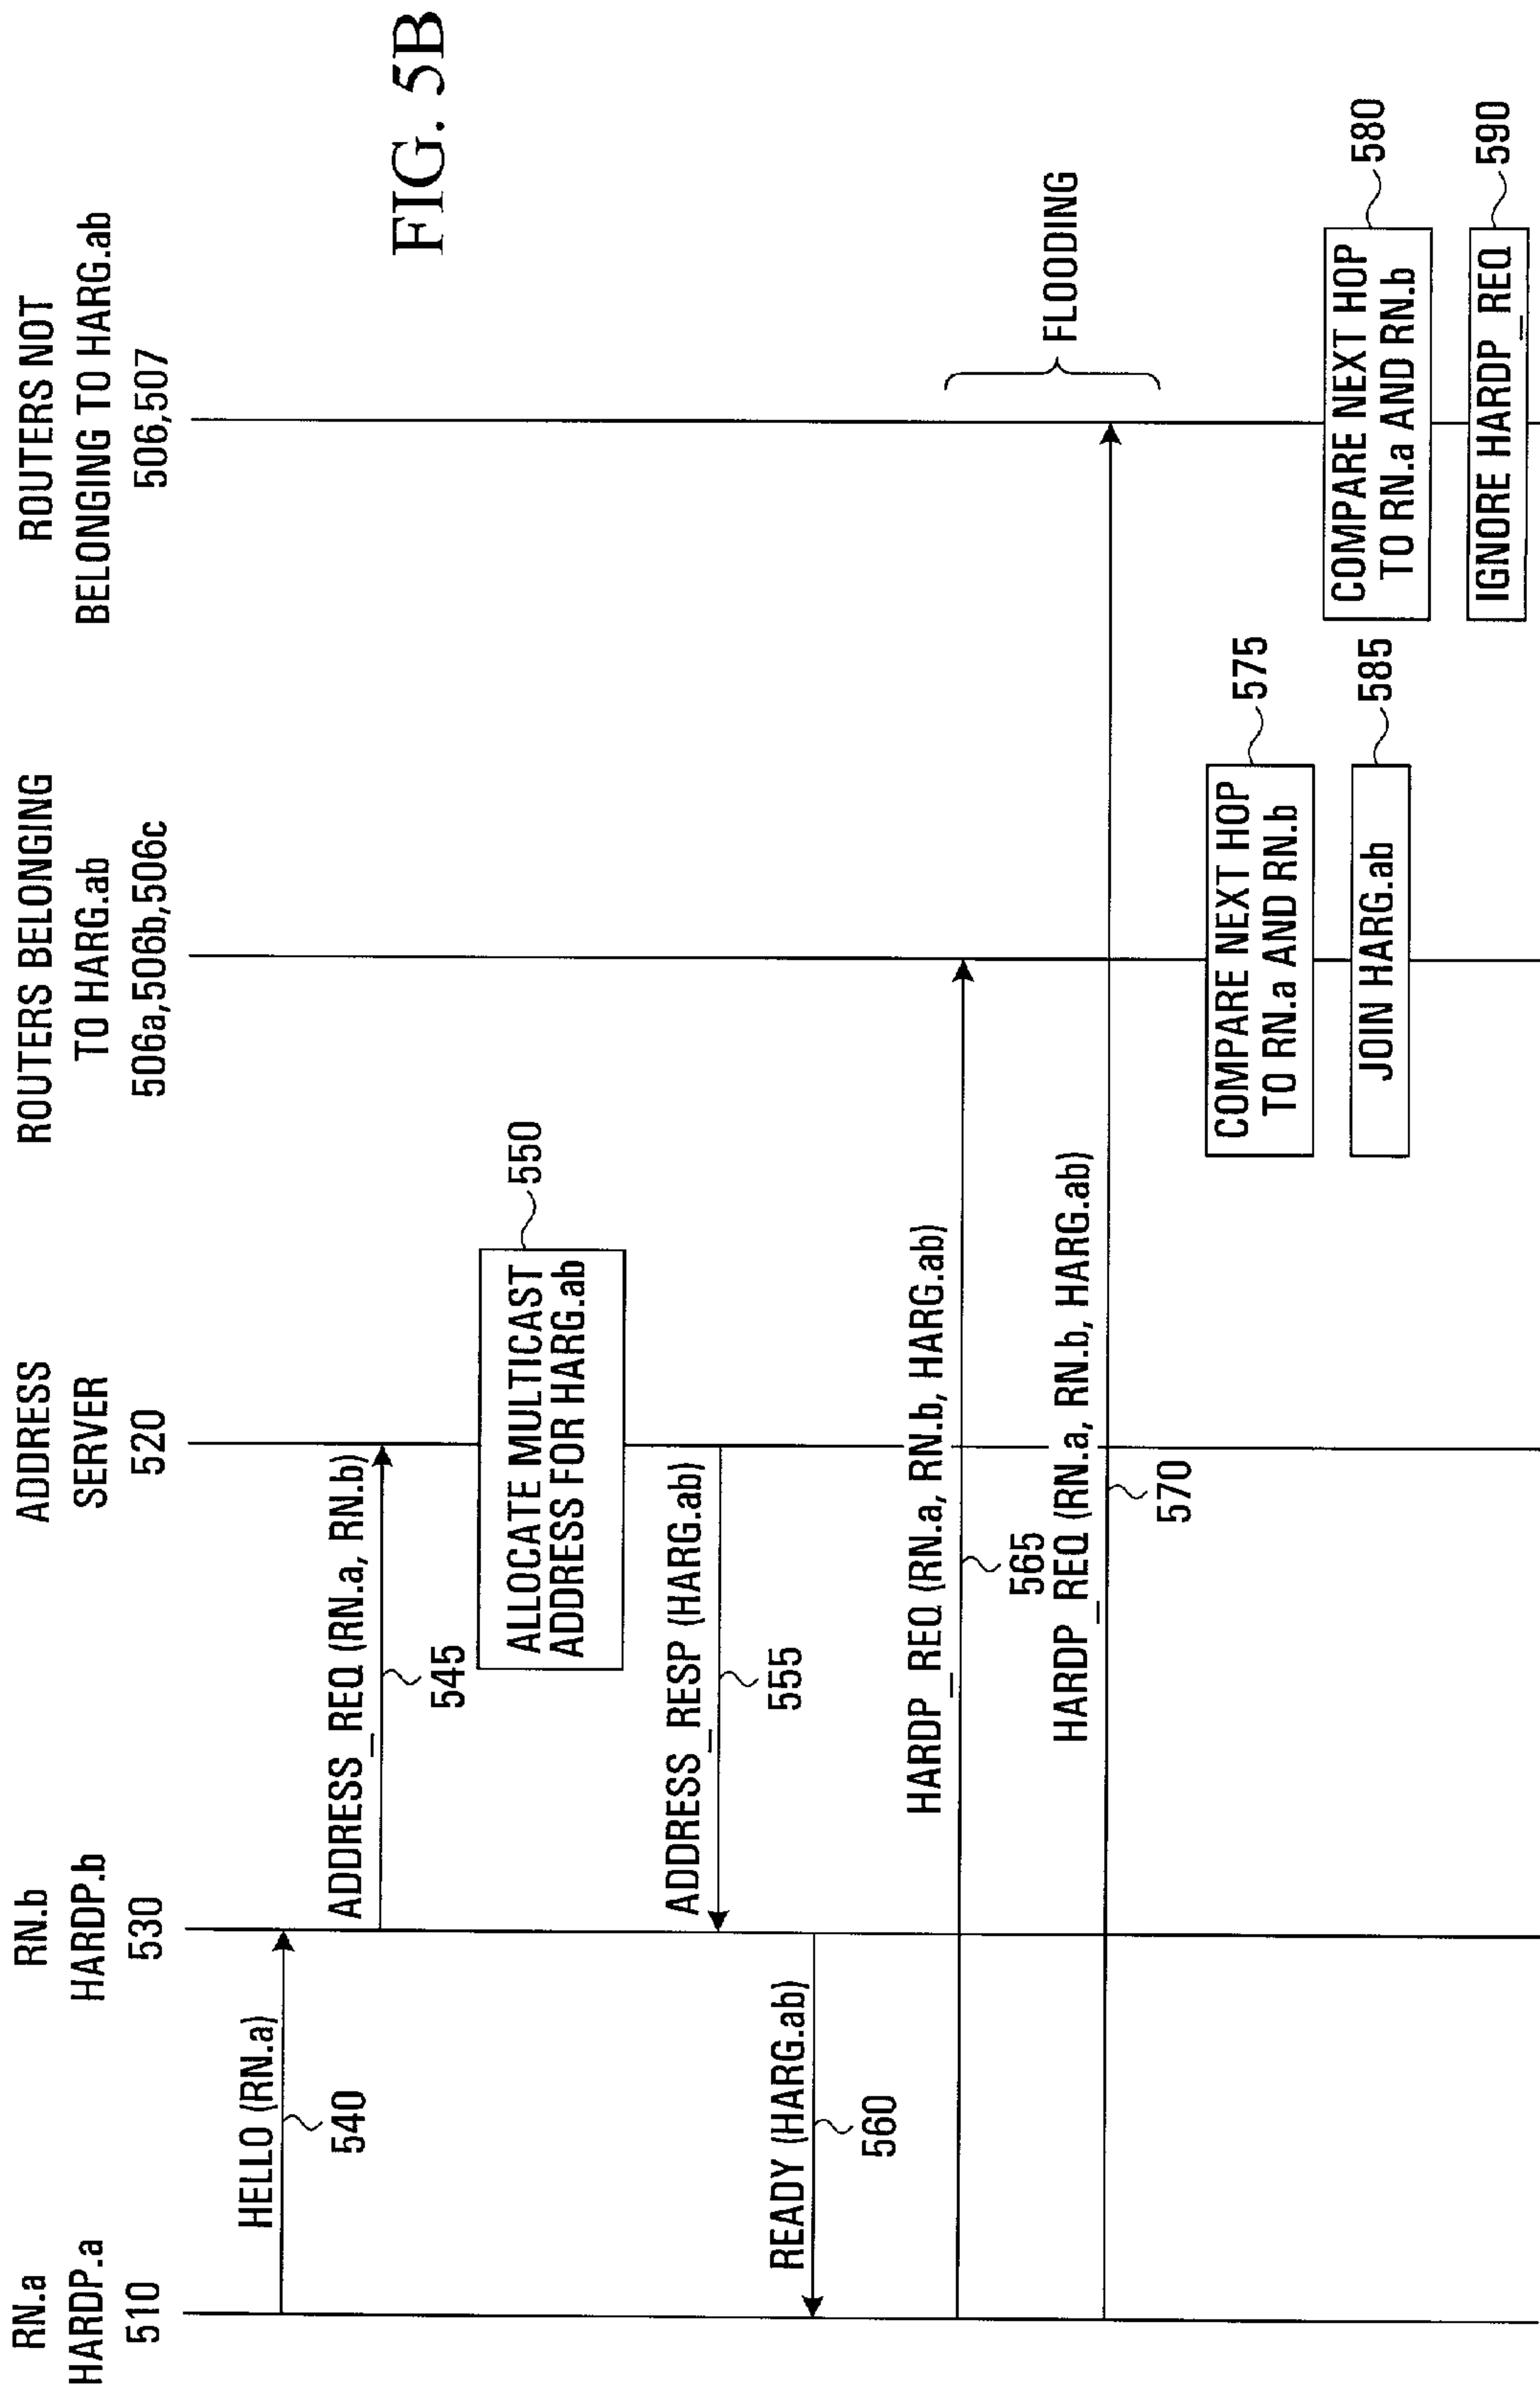 RN.a
HARDP.a
510
RN.b
HARDP.b
530
ADDRESS
SERVER
520
ROUTERS BELONGING
TO HARG.ab
506a,506b,506c
ROUTERS NOT
BELONGING TO HARG.ab
506,507
HELLO (RN.a)
540
ADDRESS_REQ (RN.a, RN.b)
545
ALLOCATE MULTICAST
ADDRESS FOR HARG.ab
550
ADDRESS_RESP (HARG.ab)
555
READY (HARG.ab)
560
HARDP_REQ (RN.a, RN.b, HARG.ab)
565
HARDP_REQ (RN.a, RN.b, HARG.ab)
570
FLOODING
COMPARE NEXT HOP
TO RN.a AND RN.b
575
COMPARE NEXT HOP
TO RN.a AND RN.b
580
JOIN HARG.ab
585
IGNORE HARDP_REQ
590
FIG. 5B